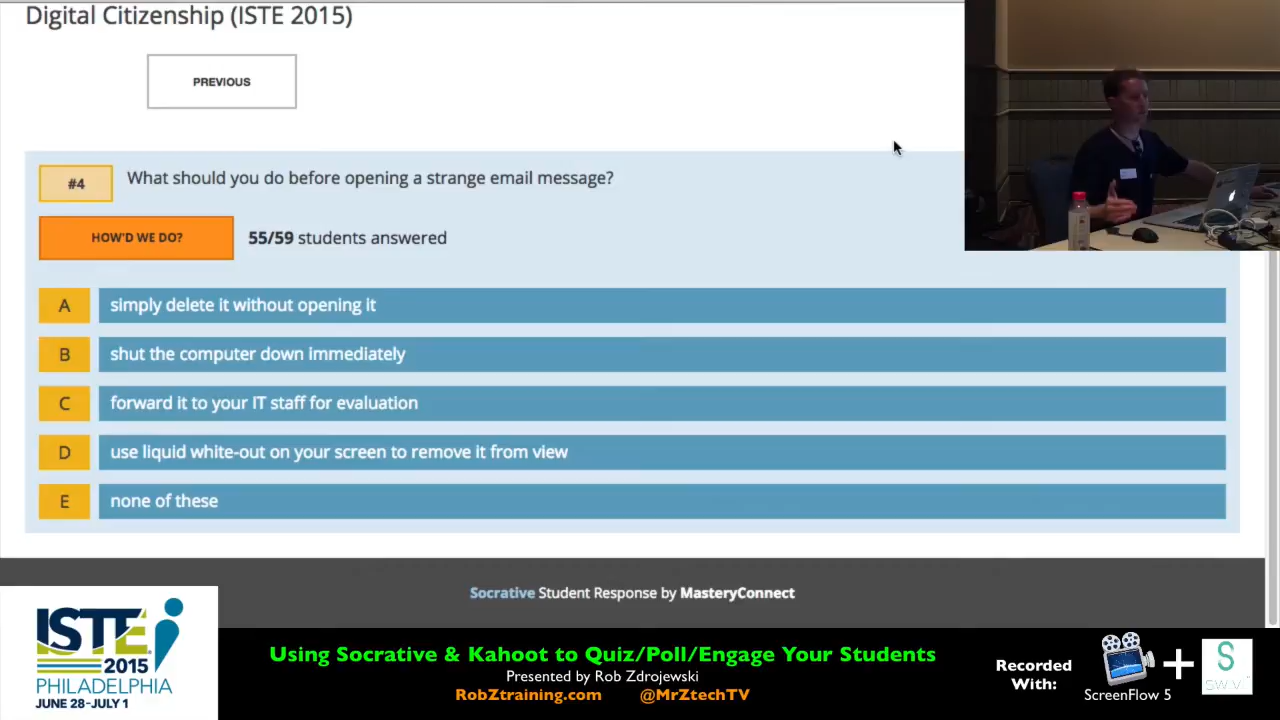 Digital Citizenship (ISTE 2015)
PREVIOUS
#4
What should you do before opening a strange email message?
HOW'D WE DO?
55/59 students answered
A
simply delete it without opening it
B
shut the computer down immediately
C
forward it to your IT staff for evaluation
D
use liquid white-out on your screen to remove it from view
E
none of these
Socrative Student Response by MasteryConnect
ISTE
2015
PHILADELPHIA
JUNE 28-JULY 1
Using Socrative & Kahoot to Quiz/Poll/Engage Your Students
Presented by Rob Zdrojewski
RobZtraining.com @MrZtechTV
Recorded
With:
ScreenFlow 5
+
S
SWIVL